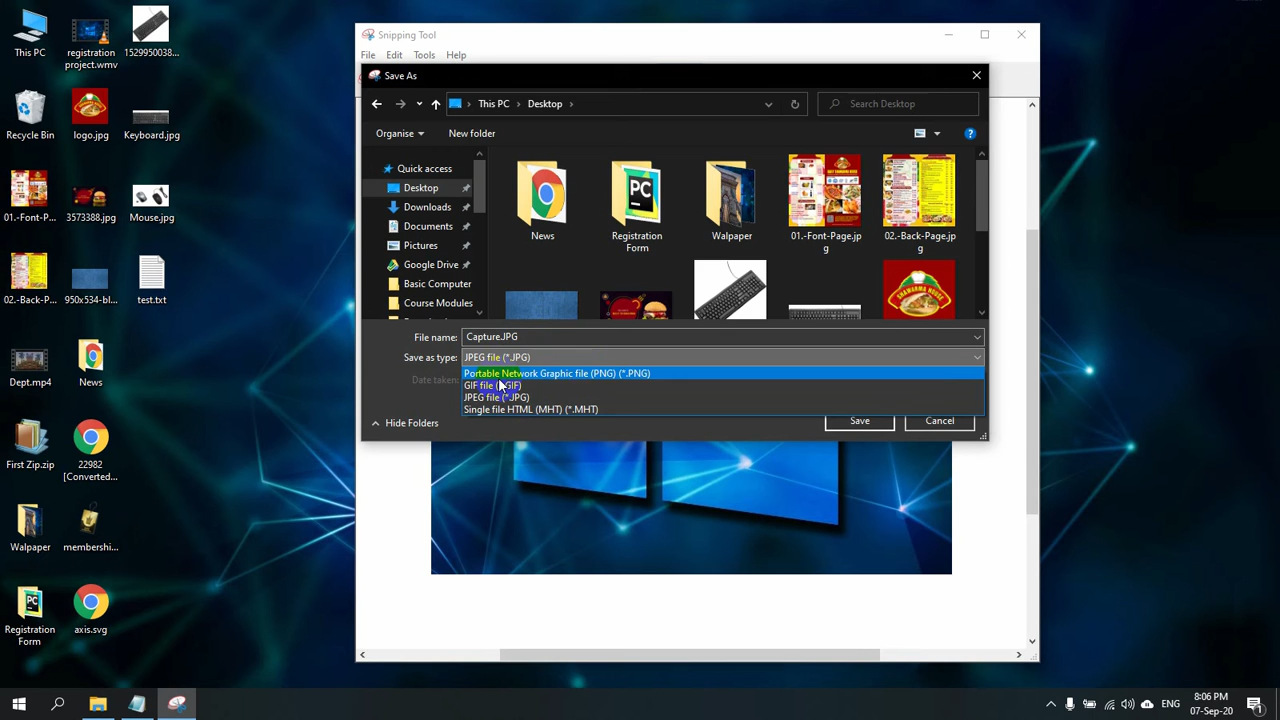 Snipping Tool
File Edit Tools Help
Save As
This PC > Desktop >
Search Desktop
Organise
New folder
Quick access
Desktop
Downloads
Documents
Pictures
Google Drive
Basic Computer
Course Modules
News
Registration
Form
Walpaper
01.-Font-Page.jp
g
02.-Back-Page.jp
g
SHAWARMA HOUSE
File name: Capture.JPG
Save as type: JPEG file (*.JPG)
Date taken:
Portable Network Graphic file (PNG) (*.PNG)
GIF file (*.GIF)
JPEG file (*.JPG)
Single file HTML (MHT) (*.MHT)
Hide Folders
Save
Cancel
This PC
registration
project.wmv
1529950038...
Recycle Bin
logo.jpg
Keyboard.jpg
01.-Font-P...
3573388.jpg
Mouse.jpg
02.-Back-P...
950x534-bl...
test.txt
Dept.mp4
News
First Zip.zip
22982
[Converted...
Walpaper
membershi...
Registration
Form
axis.svg
ENG
8:06 PM
07-Sep-20